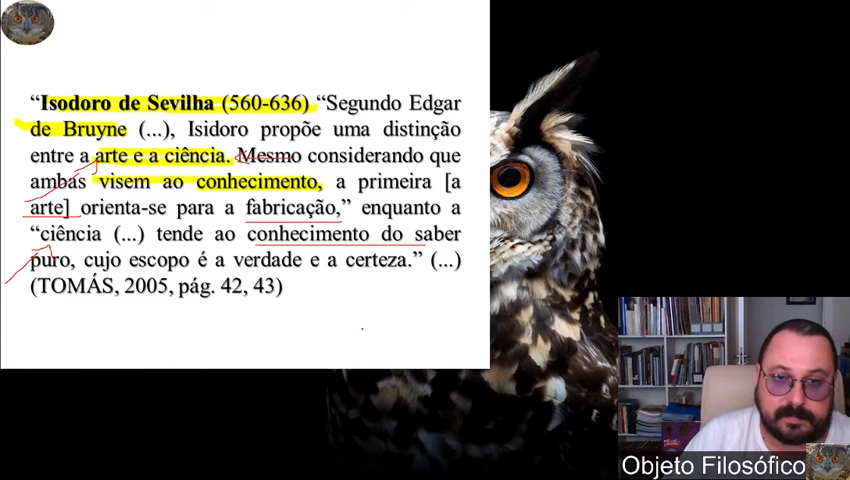 “Isodoro de Sevilha (560-636) “Segundo Edgar
de Bruyne (...), Isidoro propõe uma distinção
entre a arte e a ciência. Mesmo considerando que
ambas visem ao conhecimento, a primeira [a
arte] orienta-se para a fabricação,” enquanto a
“ciência (...) tende ao conhecimento do saber
puro, cujo escopo é a verdade e a certeza.” (...)
(TOMÁS, 2005, pág. 42, 43)
Objeto Filosófico